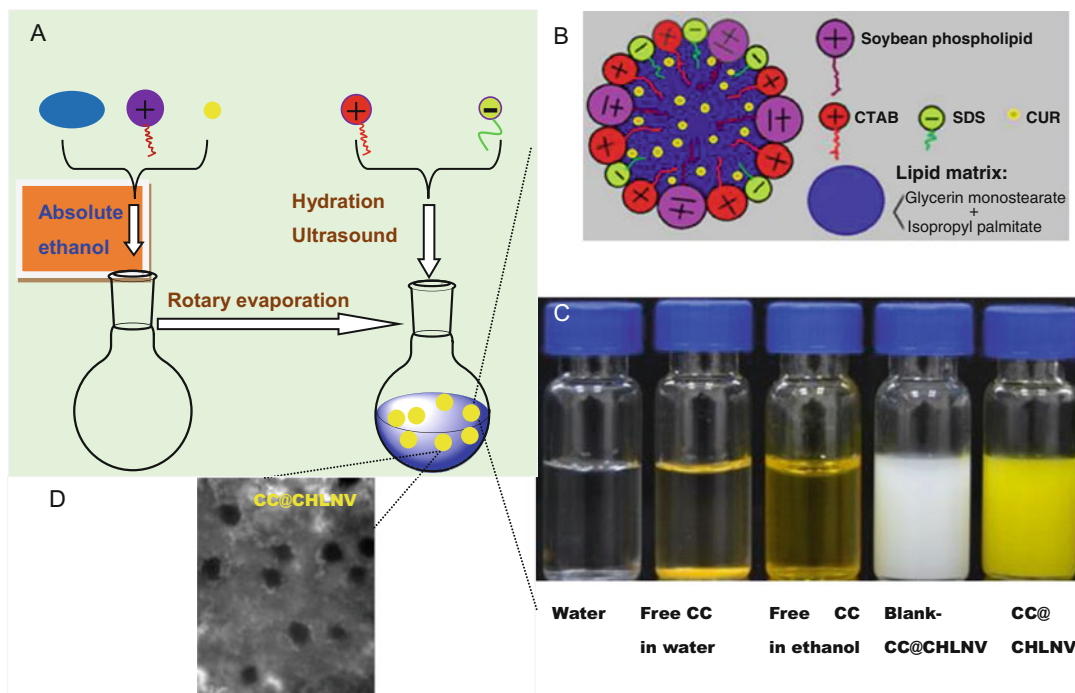 A
+
+
−
Absolute
ethanol
Hydration
Ultrasound
Rotary evaporation
B
Soybean phospholipid
CTAB
SDS
CUR
Lipid matrix:
Glycerin monostearate
+
Isopropyl palmitate
C
Water
Free CC
in water
Free CC
in ethanol
Blank-
CC@CHLNV
CC@
CHLNV
D
CC@CHLNV